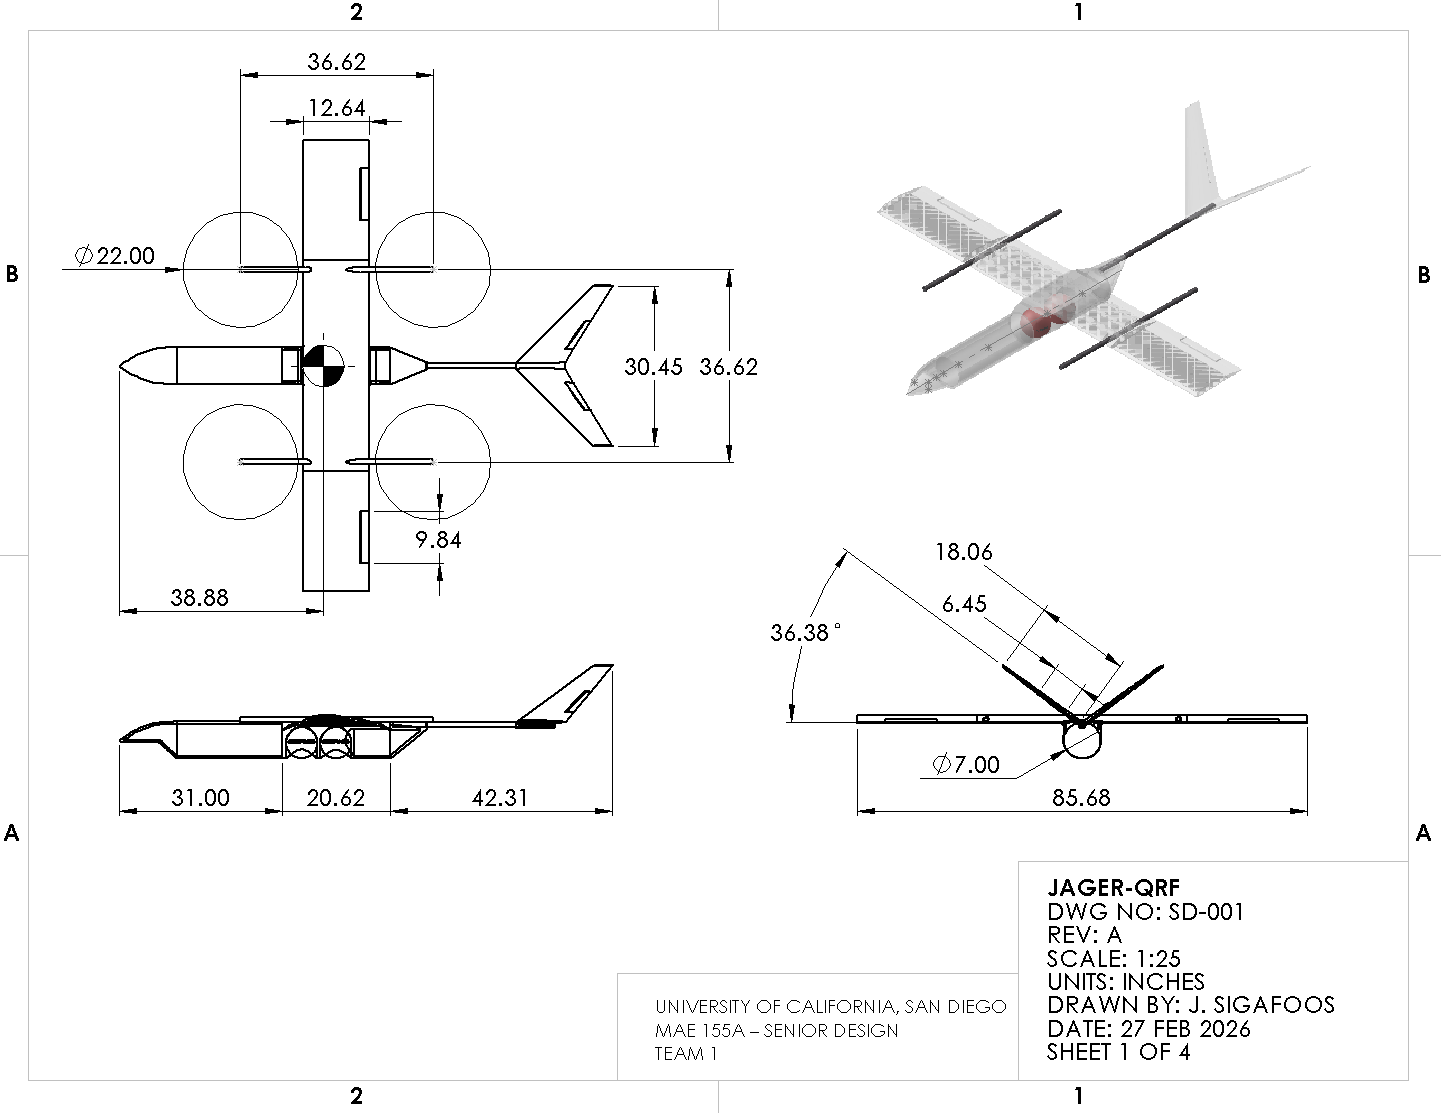 2
1
36.62
12.64
⌀22.00
B
B
30.45
36.62
9.84
38.88
18.06
6.45
36.38°
⌀7.00
31.00
20.62
42.31
85.68
A
A
JAGER-QRF
DWG NO: SD-001
REV: A
SCALE: 1:25
UNITS: INCHES
DRAWN BY: J. SIGAFOOS
DATE: 27 FEB 2026
SHEET 1 OF 4
UNIVERSITY OF CALIFORNIA, SAN DIEGO
MAE 155A – SENIOR DESIGN
TEAM 1
2
1